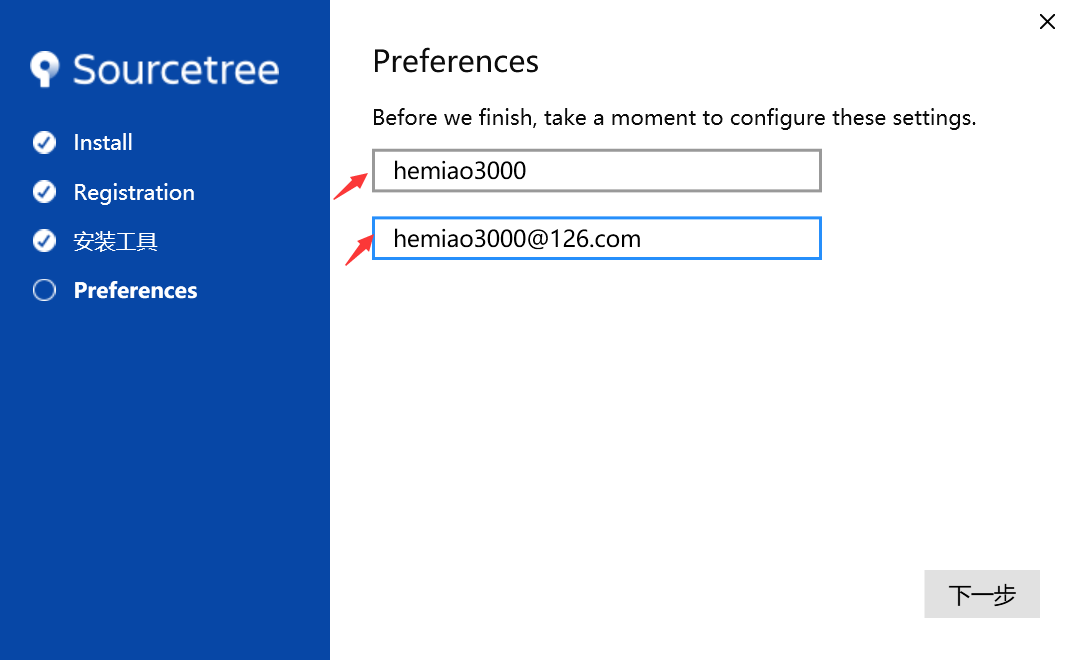 Sourcetree
Install
Registration
安装工具
Preferences
Preferences
Before we finish, take a moment to configure these settings.
hemiao3000
hemiao3000@126.com
下一步